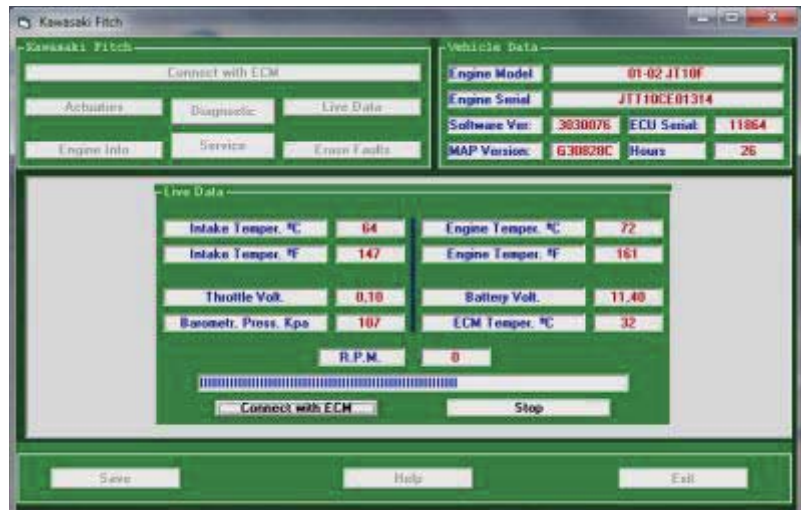 Kawasaki Fitch
Kawasaki Fitch
Connect with ECM
Actuators Diagnostic Live Data
Engine Info Service Erase Faults
Vehicle Data
Engine Model 01-02 JT10F
Engine Serial JTT10CE01314
Software Ver: 3030076 ECU Serial: 11864
MAP Version: G30828C Hours 26
Live Data
Intake Temper. ºC 64 Engine Temper. ºC 72
Intake Temper. ºF 147 Engine Temper. ºF 161
Throttle Volt. 0,10 Battery Volt. 11,40
Barometr. Press. Kpa 107 ECM Temper. ºC 32
R.P.M. 0
Connect with ECM Stop
Save Help Exit